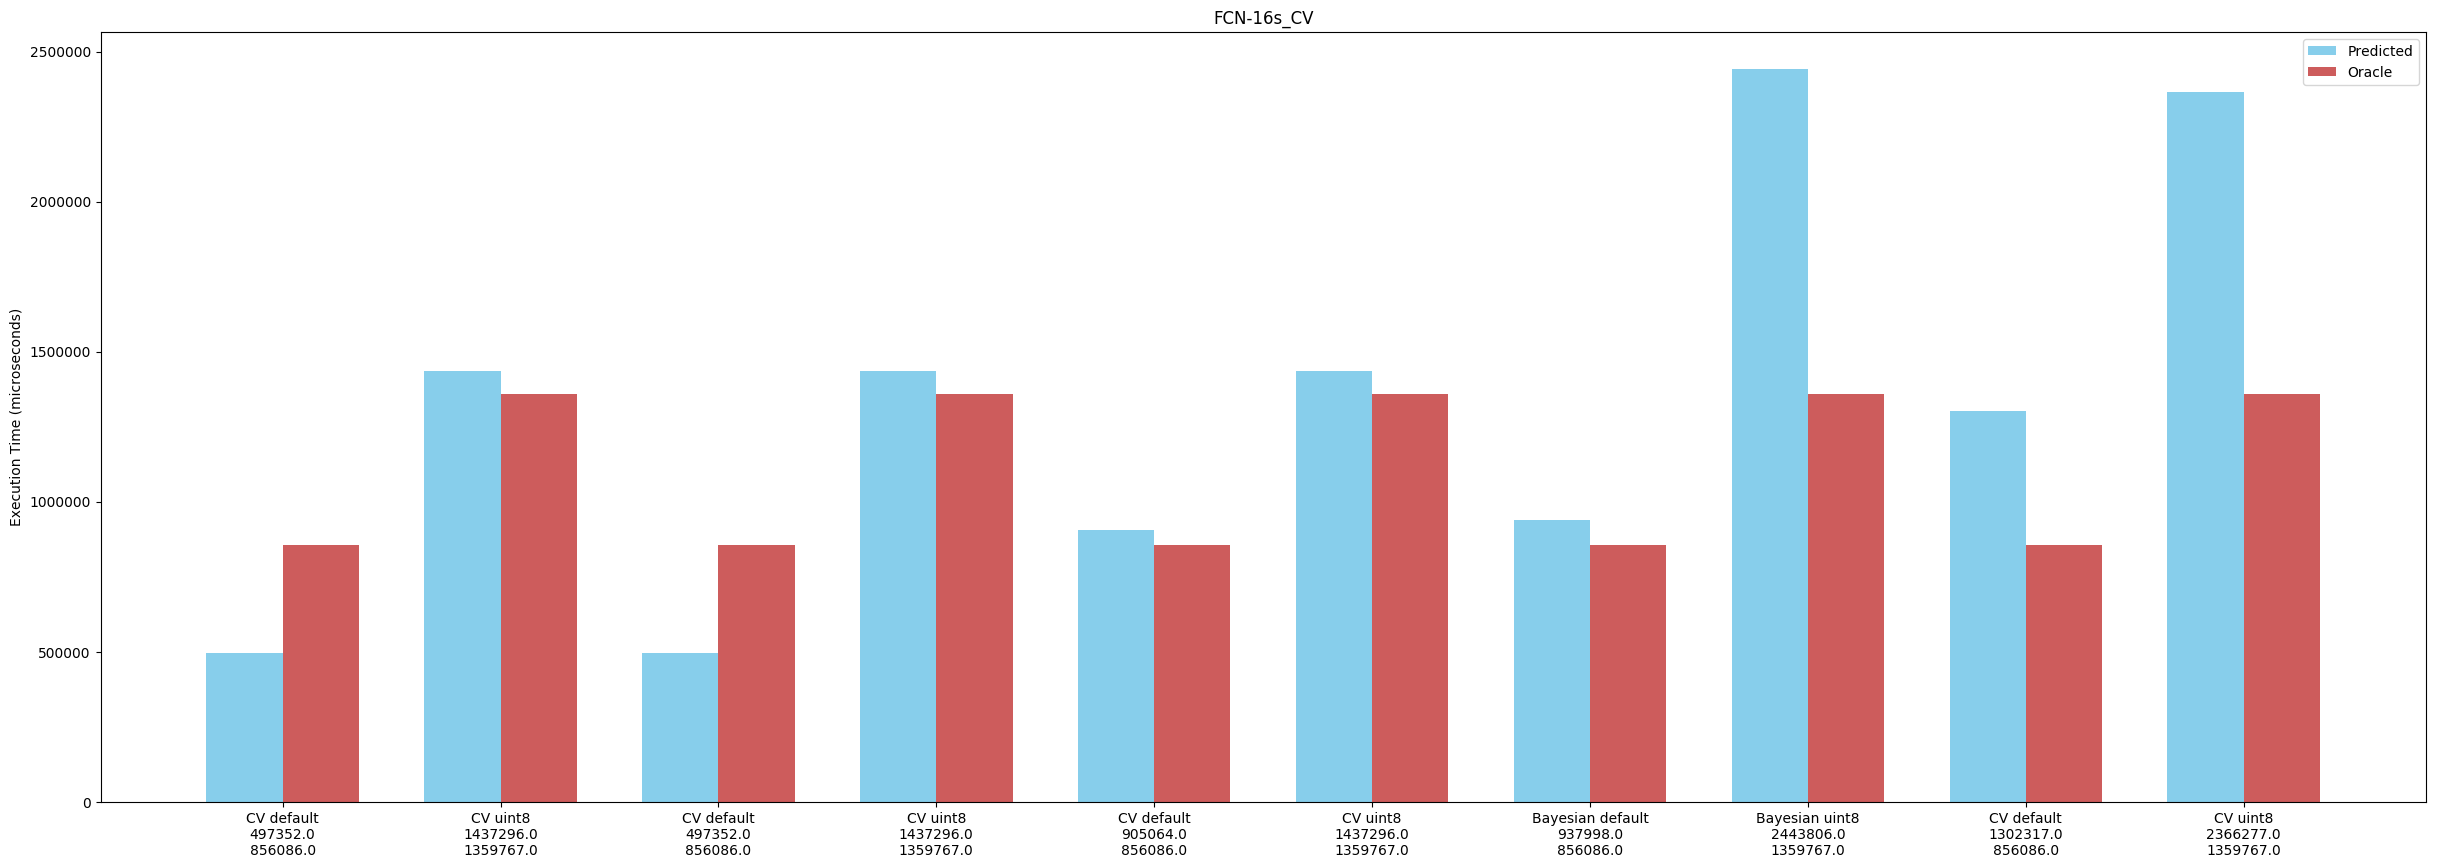 FCN-16s_CV
Predicted
Oracle
Execution Time (microseconds)
2500000
2000000
1500000
1000000
500000
0
CV default
497352.0
856086.0
CV uint8
1437296.0
1359767.0
CV default
497352.0
856086.0
CV uint8
1437296.0
1359767.0
CV default
905064.0
856086.0
CV uint8
1437296.0
1359767.0
Bayesian default
937998.0
856086.0
Bayesian uint8
2443806.0
1359767.0
CV default
1302317.0
856086.0
CV uint8
2366277.0
1359767.0